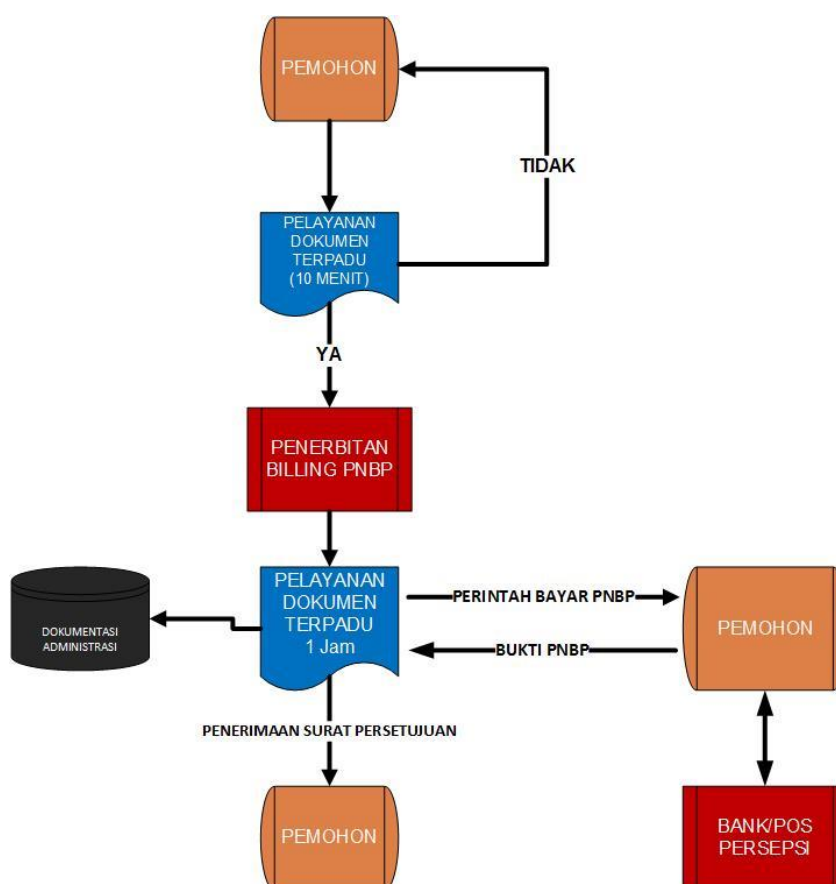 PEMOHON
TIDAK
PELAYANAN
DOKUMEN
TERPADU
(10 MENIT)
YA
PENERBITAN
BILLING PNBP
PELAYANAN
DOKUMEN
TERPADU
1 Jam
PERINTAH BAYAR PNBP
PEMOHON
BUKTI PNBP
DOKUMENTASI
ADMINISTRASI
PENERIMAAN SURAT PERSETUJUAN
PEMOHON
BANK/POS
PERSEPSI